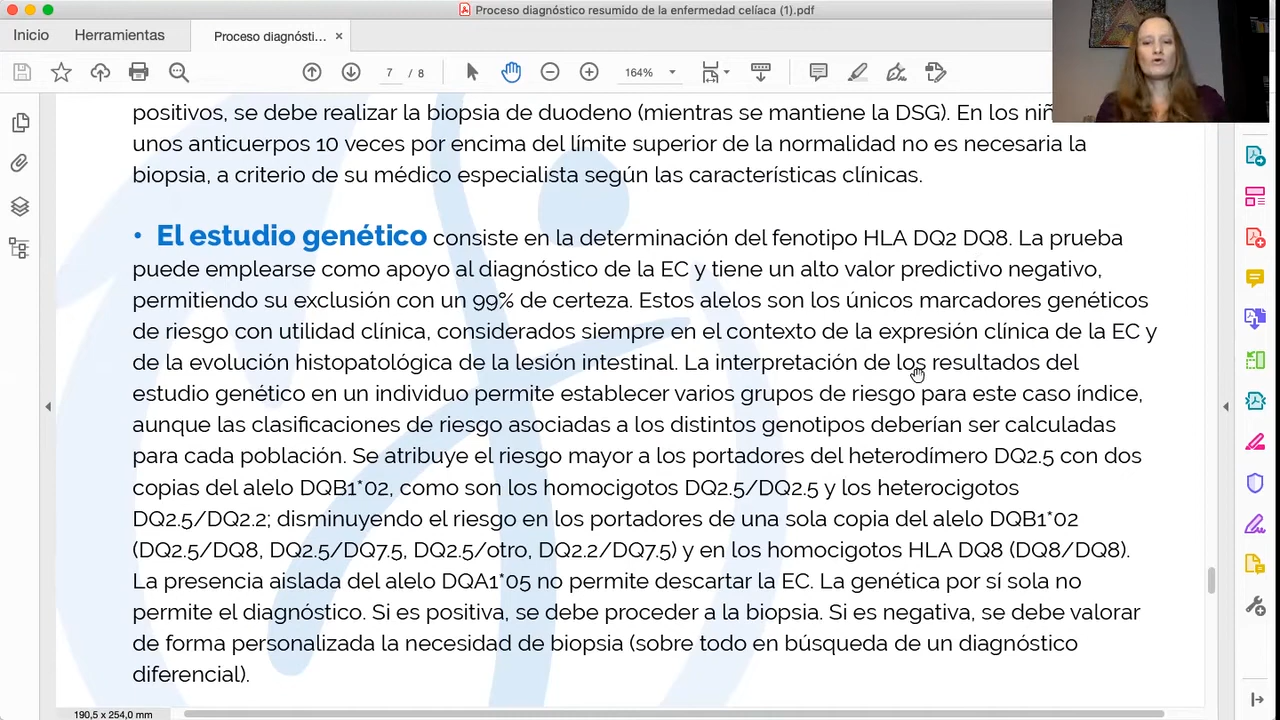 Proceso diagnóstico resumido de la enfermedad celíaca (1).pdf
Inicio
Herramientas
Proceso diagnósti... ×
7 / 8
164%
positivos, se debe realizar la biopsia de duodeno (mientras se mantiene la DSG). En los niñ
unos anticuerpos 10 veces por encima del límite superior de la normalidad no es necesaria la
biopsia, a criterio de su médico especialista según las características clínicas.
• El estudio genético consiste en la determinación del fenotipo HLA DQ2 DQ8. La prueba
puede emplearse como apoyo al diagnóstico de la EC y tiene un alto valor predictivo negativo,
permitiendo su exclusión con un 99% de certeza. Estos alelos son los únicos marcadores genéticos
de riesgo con utilidad clínica, considerados siempre en el contexto de la expresión clínica de la EC y
de la evolución histopatológica de la lesión intestinal. La interpretación de los resultados del
estudio genético en un individuo permite establecer varios grupos de riesgo para este caso índice,
aunque las clasificaciones de riesgo asociadas a los distintos genotipos deberían ser calculadas
para cada población. Se atribuye el riesgo mayor a los portadores del heterodímero DQ2.5 con dos
copias del alelo DQB1*02, como son los homocigotos DQ2.5/DQ2.5 y los heterocigotos
DQ2.5/DQ2.2; disminuyendo el riesgo en los portadores de una sola copia del alelo DQB1*02
(DQ2.5/DQ8, DQ2.5/DQ7.5, DQ2.5/otro, DQ2.2/DQ7.5) y en los homocigotos HLA DQ8 (DQ8/DQ8).
La presencia aislada del alelo DQA1*05 no permite descartar la EC. La genética por sí sola no
permite el diagnóstico. Si es positiva, se debe proceder a la biopsia. Si es negativa, se debe valorar
de forma personalizada la necesidad de biopsia (sobre todo en búsqueda de un diagnóstico
diferencial).
190,5 x 254,0 mm